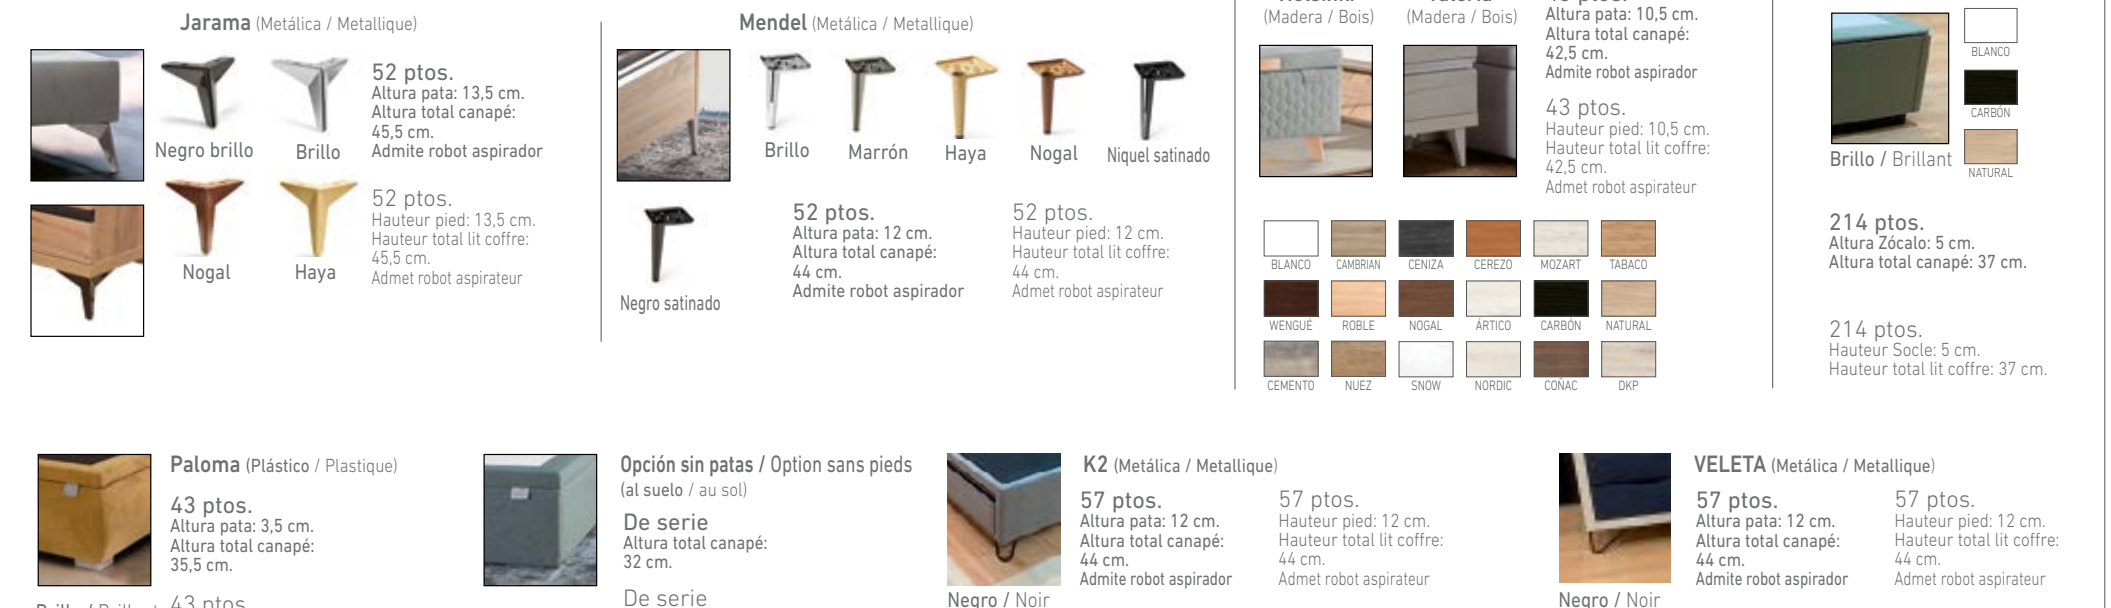 Jarama (Metálica / Metallique)
52 ptos.
Altura pata: 13,5 cm.
Altura total canapé:
45,5 cm.
Admite robot aspirador
Negro brillo
Brillo
52 ptos.
Hauteur pied: 13,5 cm.
Hauteur total lit coffre:
45,5 cm.
Admet robot aspirateur
Nogal
Haya
Mendel (Metálica / Metallique)
Brillo
Marrón
Haya
Nogal
Niquel satinado
Negro satinado
52 ptos.
Altura pata: 12 cm.
Altura total canapé:
44 cm.
Admite robot aspirador
52 ptos.
Hauteur pied: 12 cm.
Hauteur total lit coffre:
44 cm.
Admet robot aspirateur
(Madera / Bois)
(Madera / Bois)
Altura pata: 10,5 cm.
Altura total canapé:
42,5 cm.
Admite robot aspirador
43 ptos.
Hauteur pied: 10,5 cm.
Hauteur total lit coffre:
42,5 cm.
Admet robot aspirateur
BLANCO
CAMBRIAN
CENIZA
CEREZO
MOZART
TABACO
WENGUÉ
ROBLE
NOGAL
ÁRTICO
CARBÓN
NATURAL
CEMENTO
NUEZ
SNOW
NORDIC
COÑAC
DKP
BLANCO
CARBÓN
NATURAL
Brillo / Brillant
214 ptos.
Altura Zócalo: 5 cm.
Altura total canapé: 37 cm.
214 ptos.
Hauteur Socle: 5 cm.
Hauteur total lit coffre: 37 cm.
Paloma (Plástico / Plastique)
43 ptos.
Altura pata: 3,5 cm.
Altura total canapé:
35,5 cm.
43 ptos.
Opción sin patas / Option sans pieds
(al suelo / au sol)
De serie
Altura total canapé:
32 cm.
De serie
K2 (Metálica / Metallique)
57 ptos.
Altura pata: 12 cm.
Altura total canapé:
44 cm.
Admite robot aspirador
57 ptos.
Hauteur pied: 12 cm.
Hauteur total lit coffre:
44 cm.
Admet robot aspirateur
Negro / Noir
VELETA (Metálica / Metallique)
57 ptos.
Altura pata: 12 cm.
Altura total canapé:
44 cm.
Admite robot aspirador
57 ptos.
Hauteur pied: 12 cm.
Hauteur total lit coffre:
44 cm.
Admet robot aspirateur
Negro / Noir